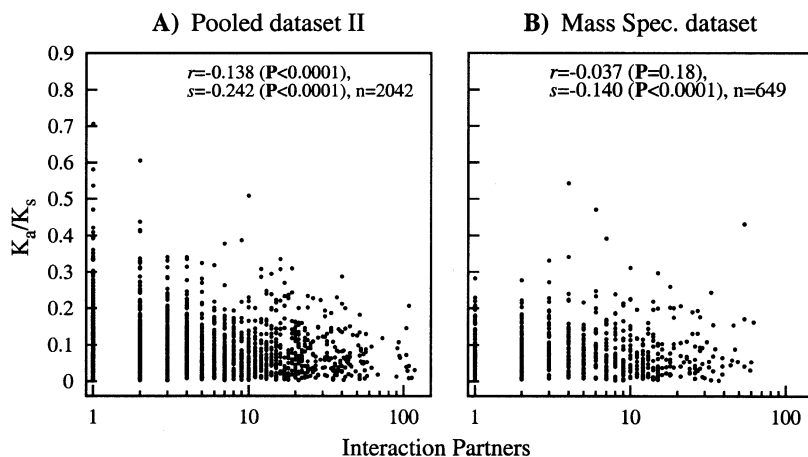 A) Pooled dataset II
B) Mass Spec. dataset
r=-0.138 (P<0.0001),
s=-0.242 (P<0.0001), n=2042
r=-0.037 (P=0.18),
s=-0.140 (P<0.0001), n=649
0.9
0.8
0.7
0.6
0.5
0.4
0.3
0.2
0.1
0
Ka/Ks
1 10 100
1 10 100
Interaction Partners